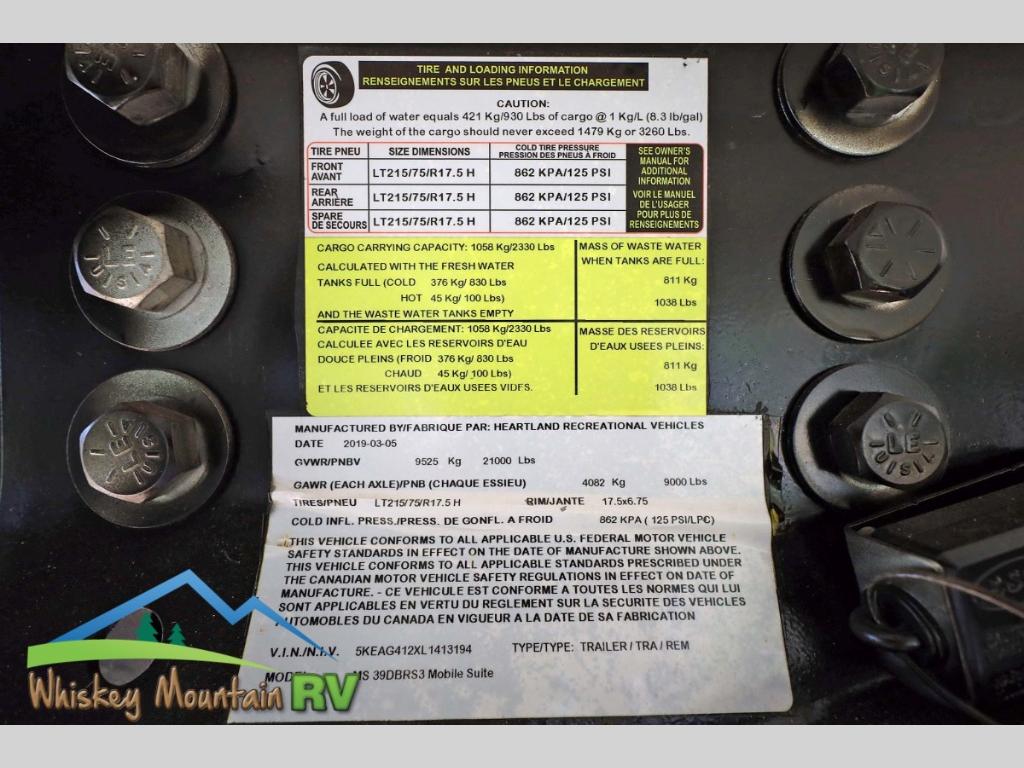 TIRE AND LOADING INFORMATION
RENSEIGNEMENTS SUR LES PNEUS ET LE CHARGEMENT
CAUTION:
A full load of water equals 421 Kg/930 Lbs of cargo @ 1 Kg/L (8.3 lb/gal)
The weight of the cargo should never exceed 1479 Kg or 3260 Lbs.
TIRE PNEU SIZE DIMENSIONS COLD TIRE PRESSURE
PRESSION DES PNEUS À FROID
FRONT
AVANT LT215/75/R17.5 H 862 KPA/125 PSI
REAR
ARRIÈRE LT215/75/R17.5 H 862 KPA/125 PSI
SPARE
DE SECOURS LT215/75/R17.5 H 862 KPA/125 PSI
SEE OWNER'S
MANUAL FOR
ADDITIONAL
INFORMATION
VOIR LE MANUEL
DE L'USAGER
POUR PLUS DE
RENSEIGNEMENTS
CARGO CARRYING CAPACITY: 1058 Kg/2330 Lbs
CALCULATED WITH THE FRESH WATER
TANKS FULL (COLD 376 Kg/ 830 Lbs
HOT 45 Kg/ 100 Lbs)
AND THE WASTE WATER TANKS EMPTY
MASS OF WASTE WATER
WHEN TANKS ARE FULL:
811 Kg
1038 Lbs
CAPACITE DE CHARGEMENT: 1058 Kg/2330 Lbs
CALCULEE AVEC LES RESERVOIRS D'EAU
DOUCE PLEINS (FROID 376 Kg/ 830 Lbs
CHAUD 45 Kg/ 100 Lbs)
ET LES RESERVOIRS D'EAUX USEES VIDES.
MASSE DES RESERVOIRS
D'EAUX USEES PLEINS:
811 Kg
1038 Lbs
MANUFACTURED BY/FABRIQUE PAR: HEARTLAND RECREATIONAL VEHICLES
DATE 2019-03-05
GVWR/PNBV 9525 Kg 21000 Lbs
GAWR (EACH AXLE)/PNB (CHAQUE ESSIEU) 4082 Kg 9000 Lbs
TIRES/PNEU LT215/75/R17.5 H RIM/JANTE 17.5x6.75
COLD INFL. PRESS./PRESS. DE GONFL. A FROID 862 KPA ( 125 PSI/LPC)
THIS VEHICLE CONFORMS TO ALL APPLICABLE U.S. FEDERAL MOTOR VEHICLE
SAFETY STANDARDS IN EFFECT ON THE DATE OF MANUFACTURE SHOWN ABOVE.
THIS VEHICLE CONFORMS TO ALL APPLICABLE STANDARDS PRESCRIBED UNDER
THE CANADIAN MOTOR VEHICLE SAFETY REGULATIONS IN EFFECT ON DATE OF
MANUFACTURE. - CE VEHICULE EST CONFORME A TOUTES LES NORMES QUI LUI
SONT APPLICABLES EN VERTU DU REGLEMENT SUR LA SECURITE DES VEHICLES
AUTOMOBILES DU CANADA EN VIGUEUR A LA DATE DE SA FABRICATION
V.I.N./N.I.V. 5KEAG412XL1413194 TYPE/TYPE: TRAILER / TRA / REM
MS 39DBRS3 Mobile Suite
Whiskey Mountain RV